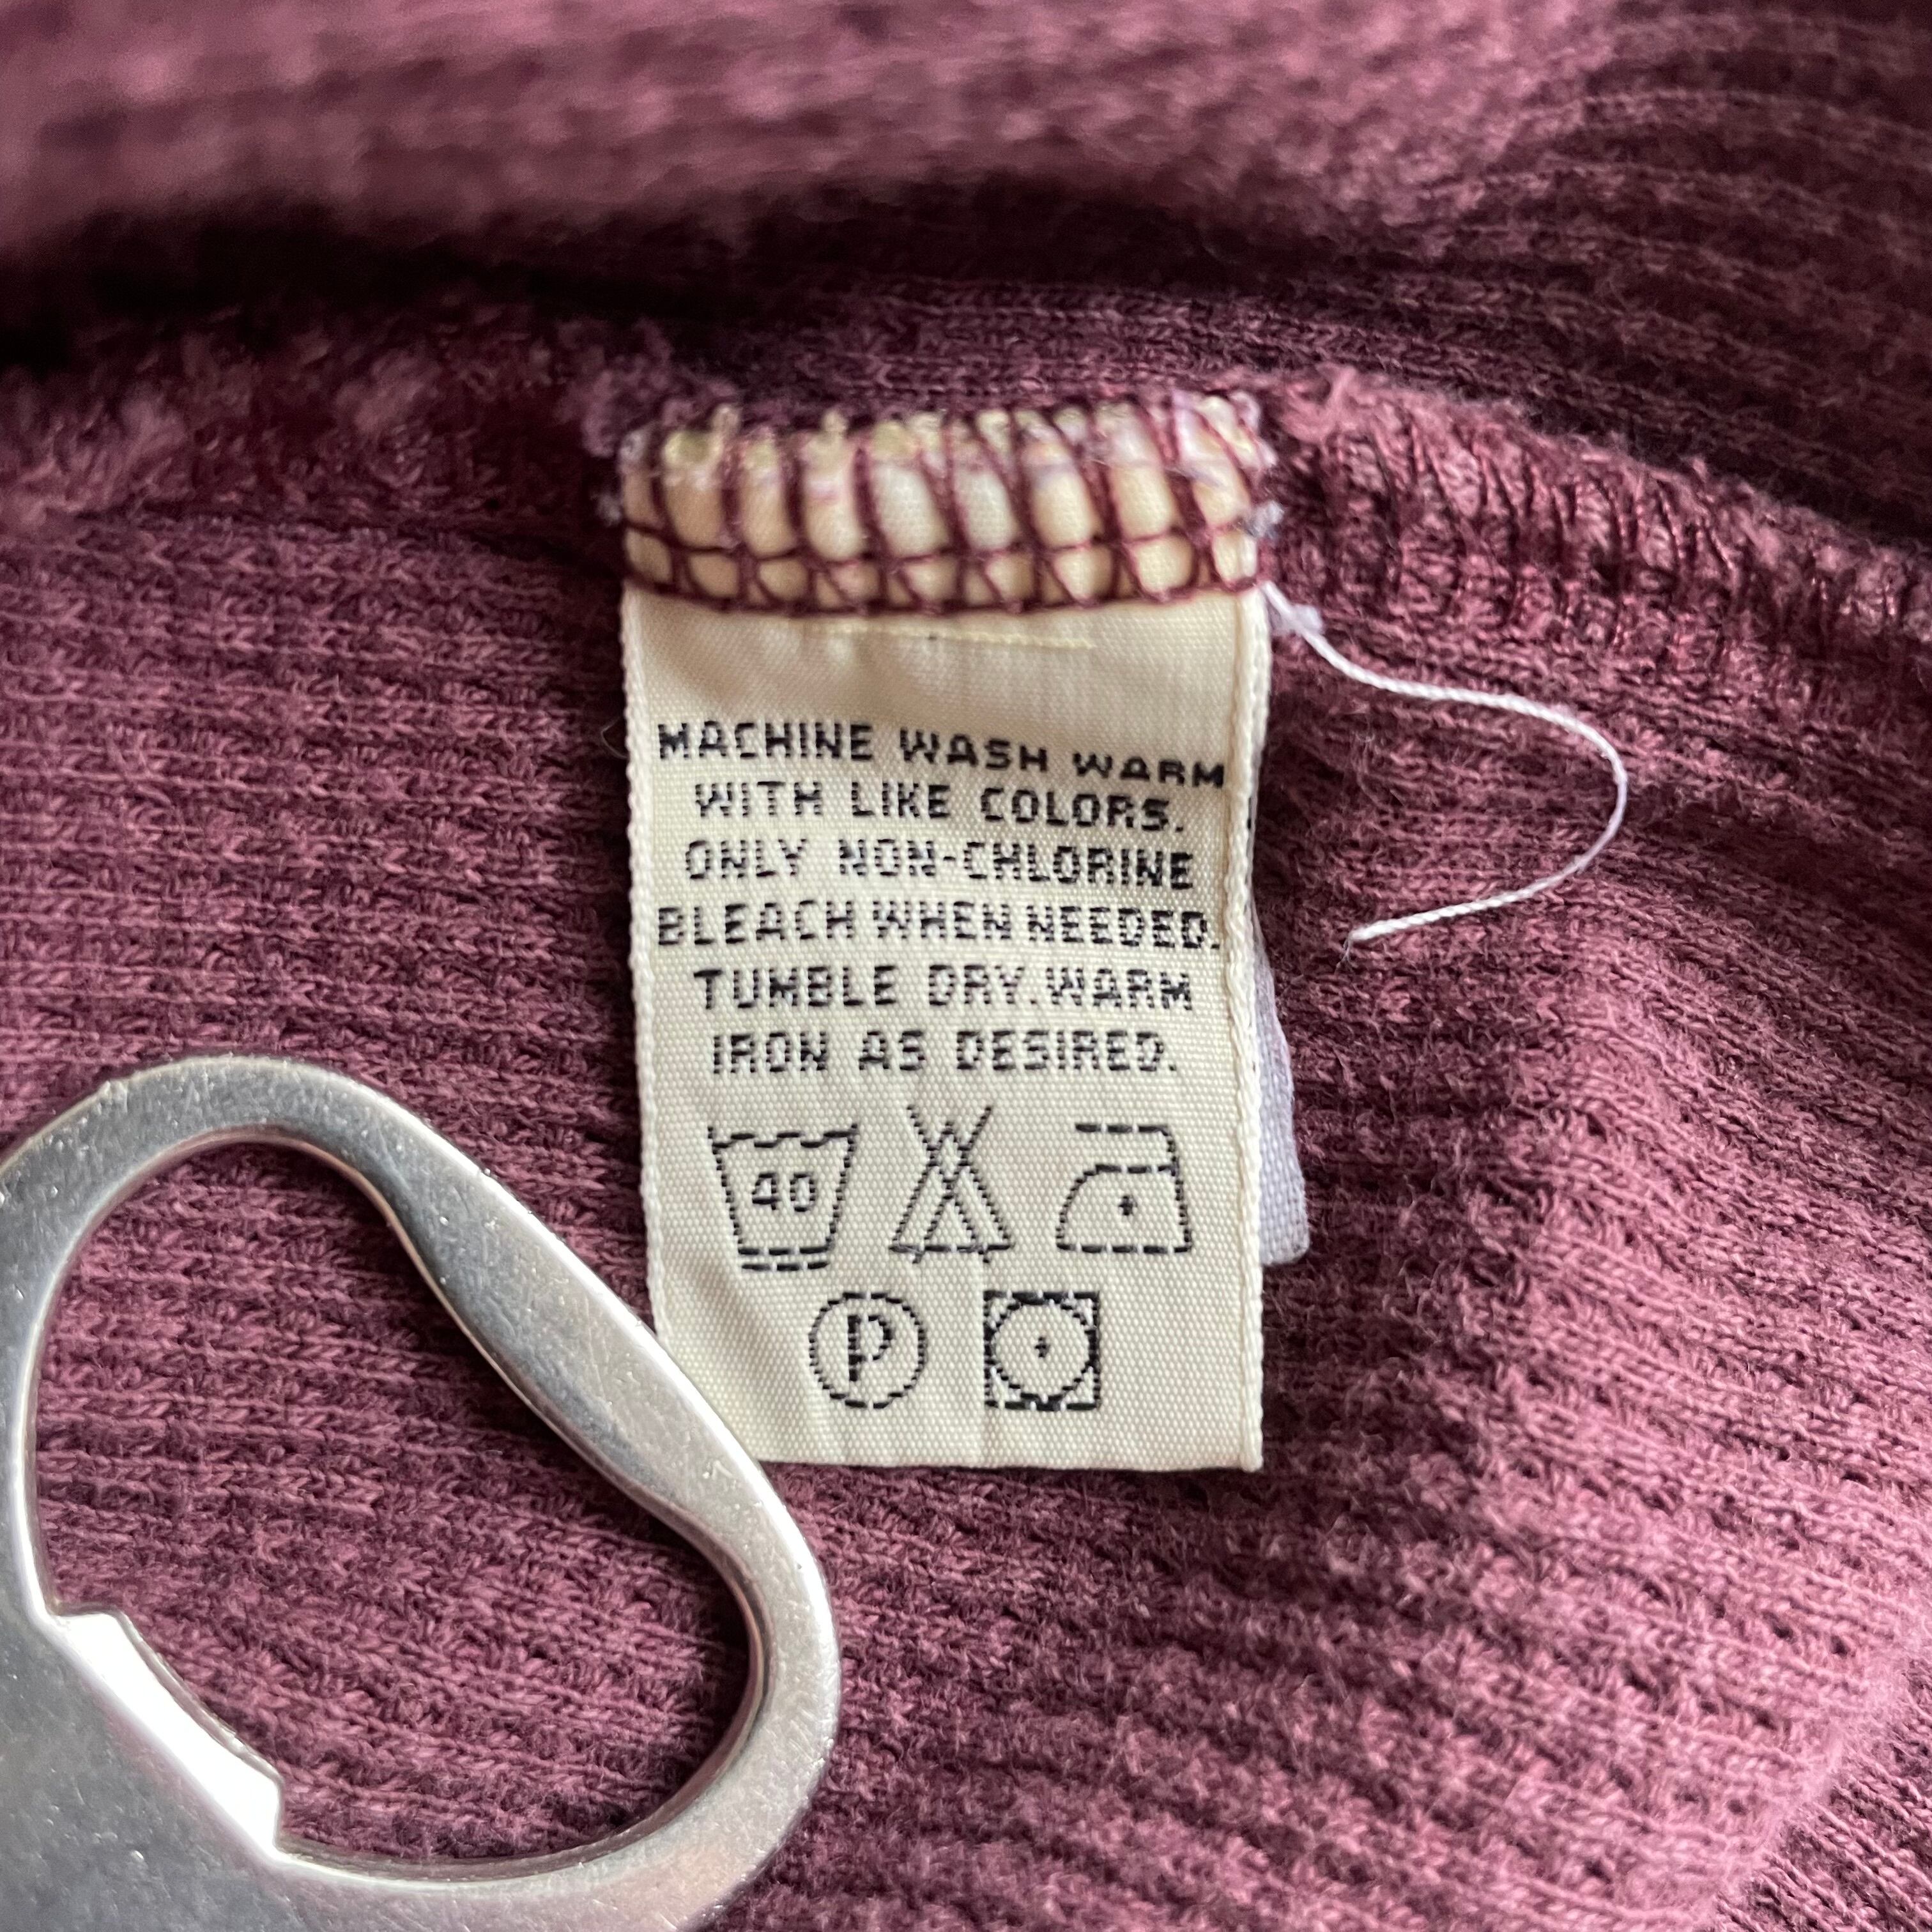 MACHINE WASH WARM
WITH LIKE COLORS.
ONLY NON-CHLORINE
BLEACH WHEN NEEDED.
TUMBLE DRY.WARM
IRON AS DESIRED.
40
P